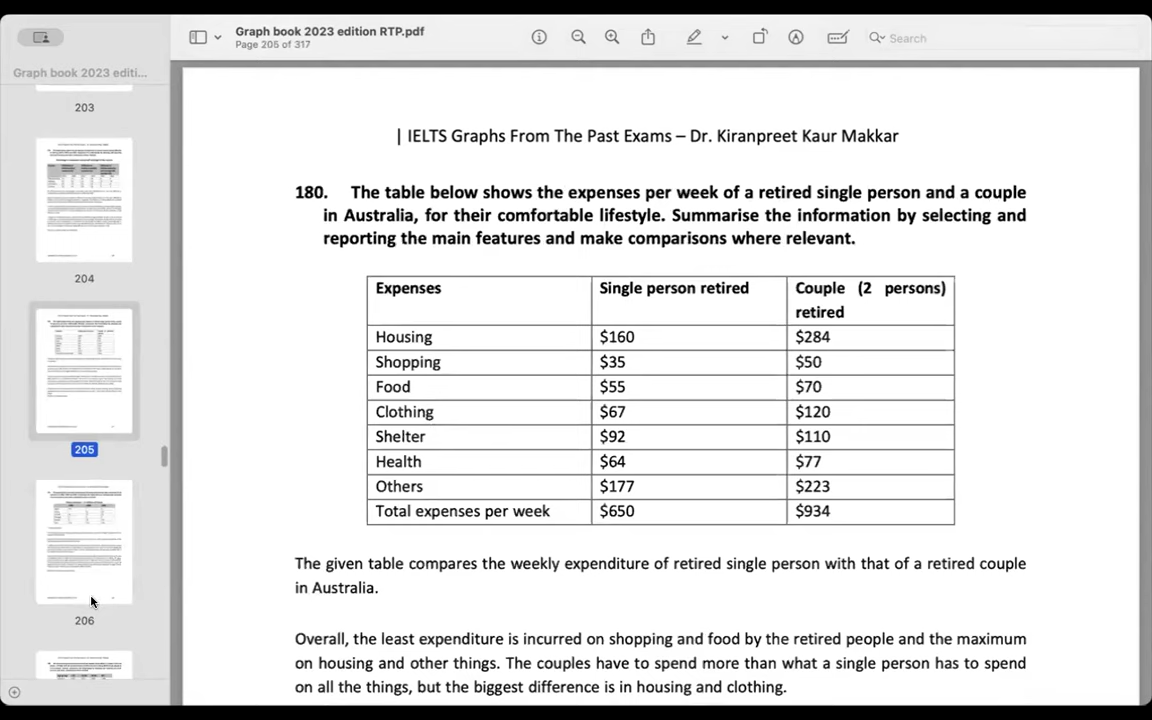 Graph book 2023 edition RTP.pdf
Page 205 of 317
Search
Graph book 2023 editi...
203
204
205
206
| IELTS Graphs From The Past Exams – Dr. Kiranpreet Kaur Makkar
180. The table below shows the expenses per week of a retired single person and a couple
in Australia, for their comfortable lifestyle. Summarise the information by selecting and
reporting the main features and make comparisons where relevant.
Expenses Single person retired Couple (2 persons)
retired
Housing $160 $284
Shopping $35 $50
Food $55 $70
Clothing $67 $120
Shelter $92 $110
Health $64 $77
Others $177 $223
Total expenses per week $650 $934
The given table compares the weekly expenditure of retired single person with that of a retired couple
in Australia.
Overall, the least expenditure is incurred on shopping and food by the retired people and the maximum
on housing and other things. The couples have to spend more than what a single person has to spend
on all the things, but the biggest difference is in housing and clothing.